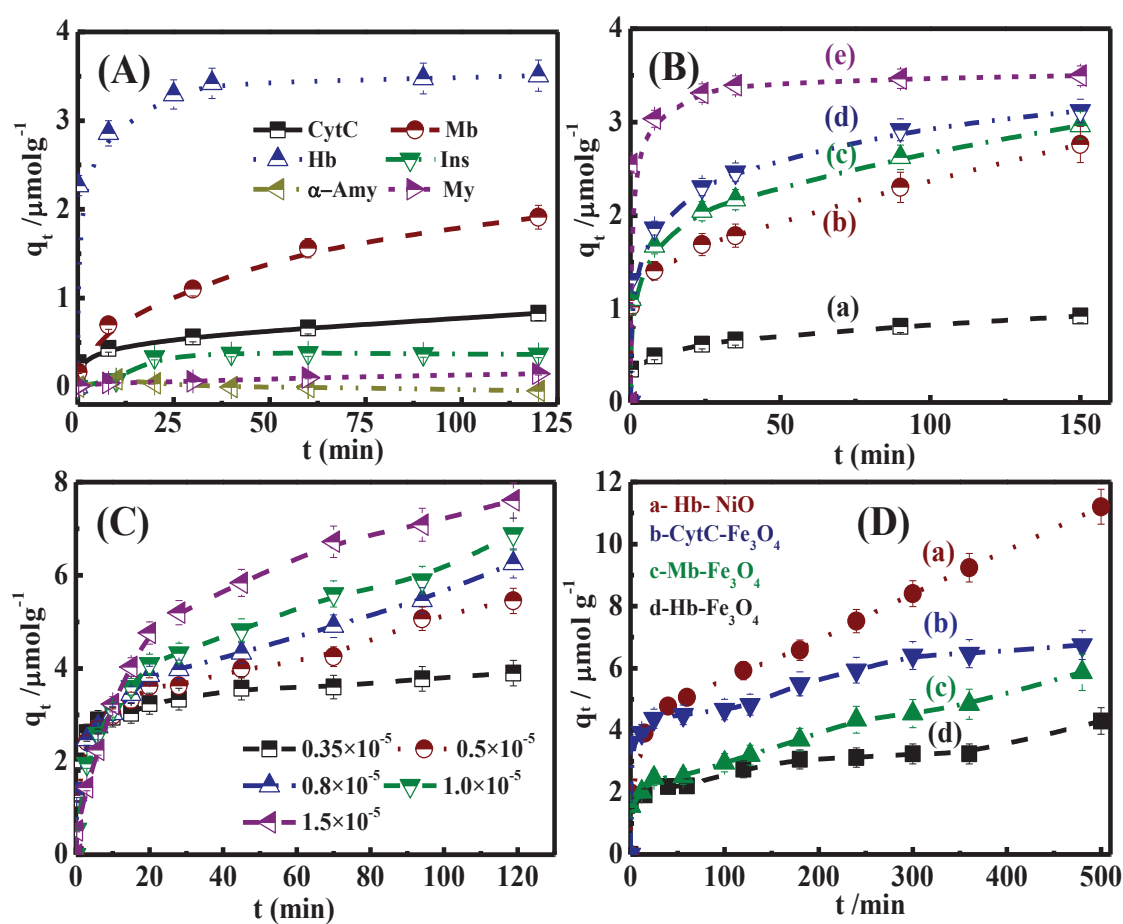 (A)
4
3
2
1
0
q_t /μmolg⁻¹
CytC
Mb
Hb
Ins
α−Amy
My
0
25
50
75
100
125
t (min)
(B)
4
3
2
1
0
q_t /μmolg⁻¹
(e)
(d)
(c)
(b)
(a)
0
50
100
150
t (min)
(C)
8
6
4
2
0
q_t /μmolg⁻¹
0.35×10⁻⁵
0.5×10⁻⁵
0.8×10⁻⁵
1.0×10⁻⁵
1.5×10⁻⁵
0
20
40
60
80
100
120
t (min)
(D)
12
10
8
6
4
2
0
q_t/ μmol g⁻¹
a- Hb- NiO
b-CytC-Fe₃O₄
c-Mb-Fe₃O₄
d-Hb-Fe₃O₄
(a)
(b)
(c)
(d)
0
100
200
300
400
500
t /min